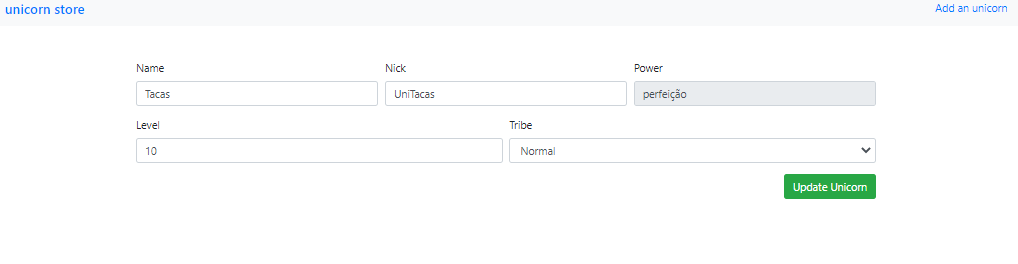 unicorn store Add an unicorn
Name Nick Power
Tacas UniTacas perfeição
Level Tribe
10 Normal
Update Unicorn